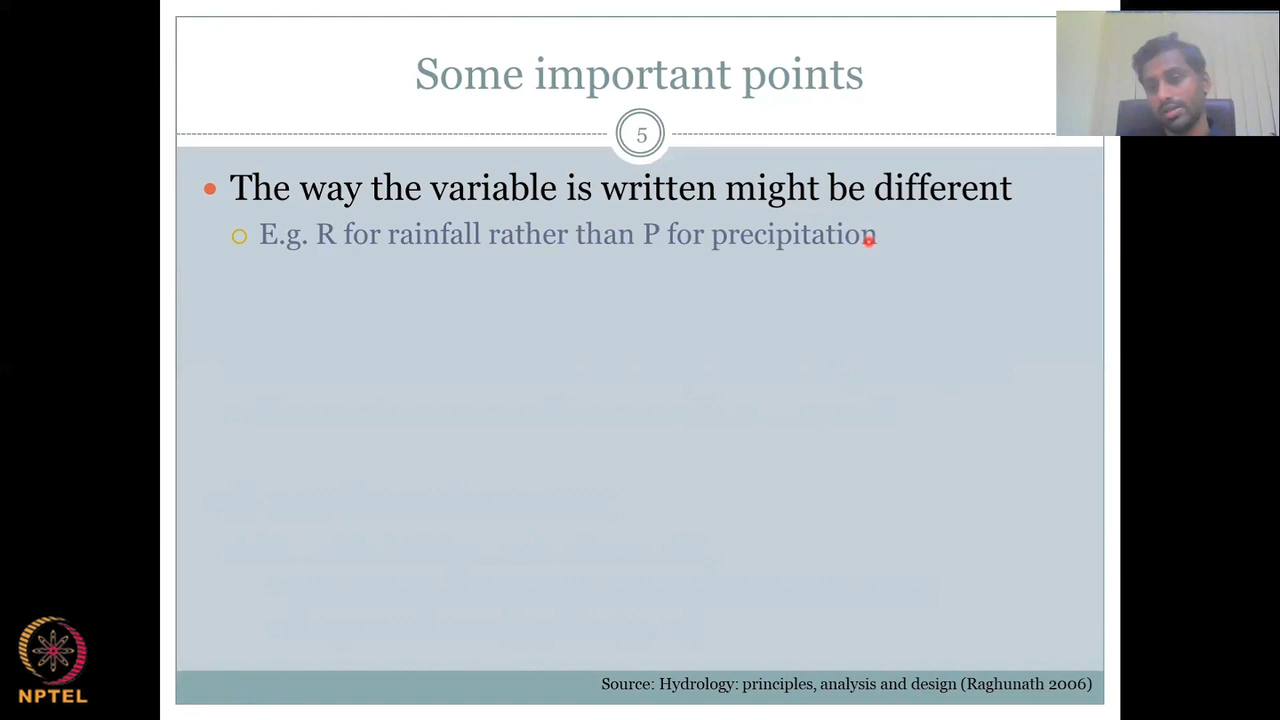 Some important points
5
The way the variable is written might be different
E.g. R for rainfall rather than P for precipitation
Source: Hydrology: principles, analysis and design (Raghunath 2006)
NPTEL